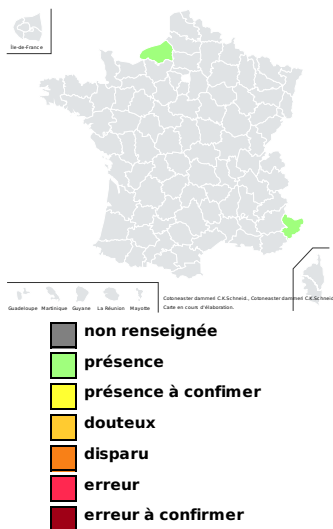 Île-de-France
Guadeloupe Martinique Guyane La Réunion Mayotte
Cotoneaster dammeri C.K.Schneid., Cotoneaster dammeri C.K.Schneid
Carte en cours d'élaboration.
non renseignée
présence
présence à confimer
douteux
disparu
erreur
erreur à confirmer